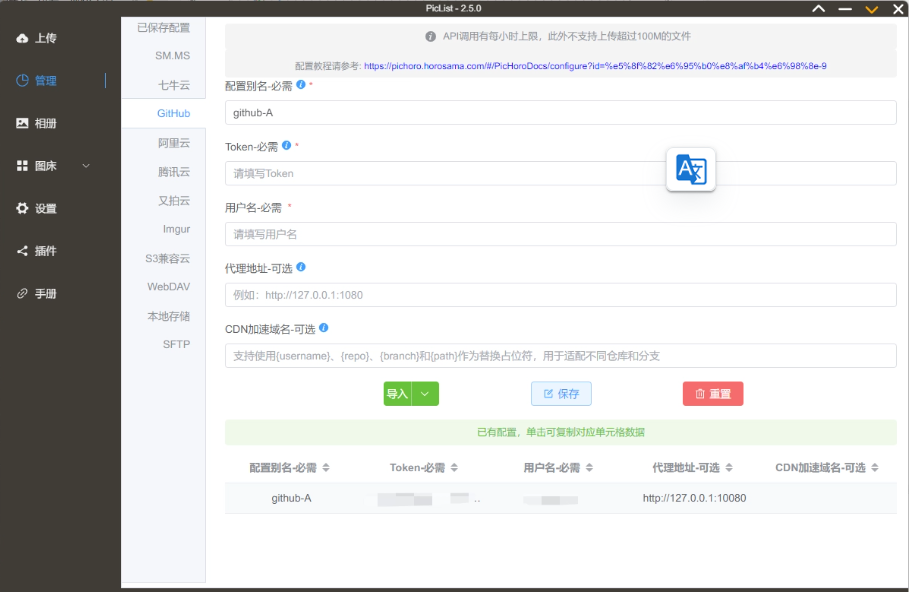 PicList - 2.5.0
上传
管理
相册
图床
设置
插件
手册
已保存配置
SM.MS
七牛云
GitHub
阿里云
腾讯云
又拍云
Imgur
S3兼容云
WebDAV
本地存储
SFTP
API调用有每小时上限，此外不支持上传超过100M的文件
配置教程请参考: https://pichoro.horosama.com/#/PicHoroDocs/configure?id=%e5%8f%82%e6%95%b0%e8%af%b4%e6%98%8e-9
配置别名-必需 *
github-A
Token-必需 *
请填写Token
用户名-必需 *
请填写用户名
代理地址-可选
例如：http://127.0.0.1:1080
CDN加速域名-可选
支持使用{username}、{repo}、{branch}和{path}作为替换占位符，用于适配不同仓库和分支
导入 保存 重置
已有配置，单击可复制对应单元格数据
配置别名-必需 Token-必需 用户名-必需 代理地址-可选 CDN加速域名-可选
github-A .. http://127.0.0.1:10080